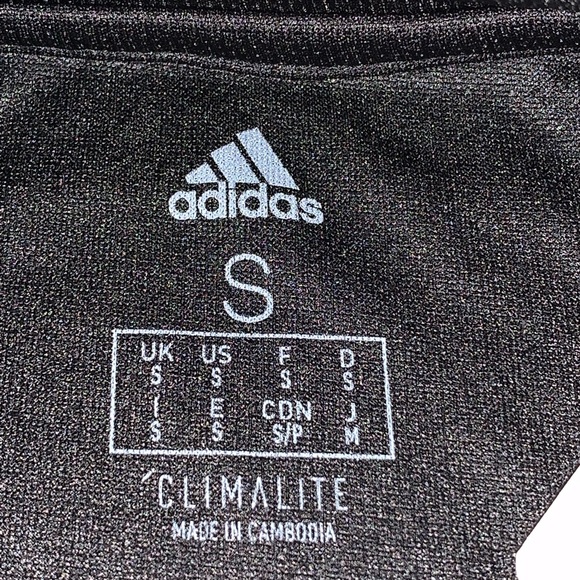 adidas
S
UK US F D
S S S S
I E CDN J
S S S/P M
´CLIMALITE
MADE IN CAMBODIA